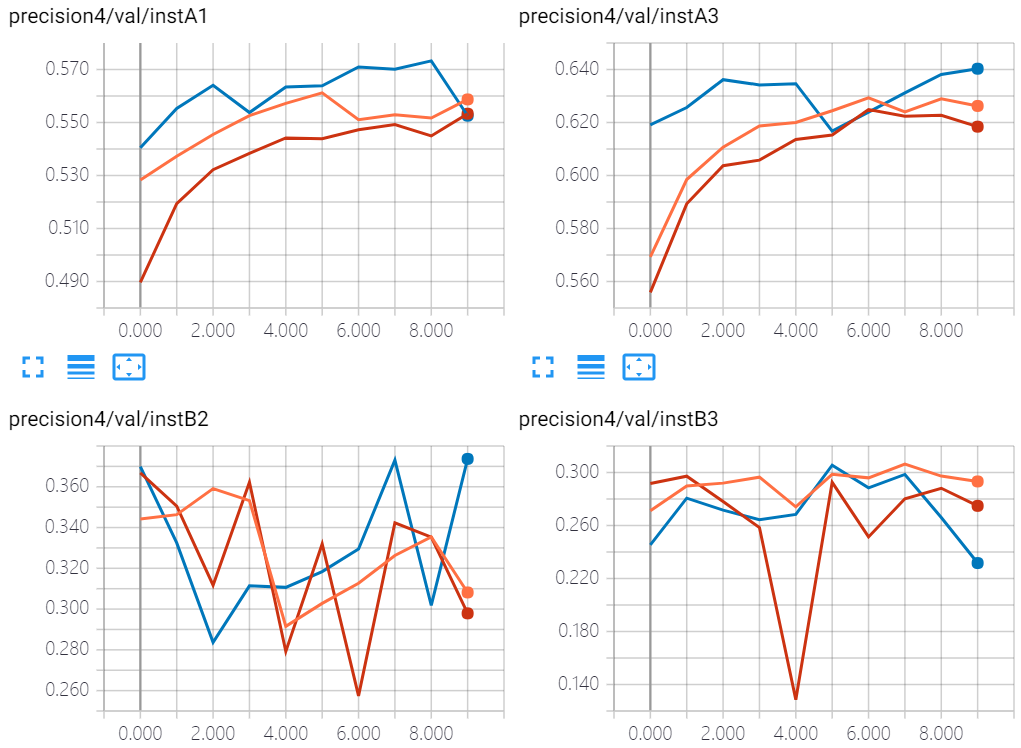 precision4/val/instA1
0.570
0.550
0.530
0.510
0.490
0.000 2.000 4.000 6.000 8.000
precision4/val/instA3
0.640
0.620
0.600
0.580
0.560
0.000 2.000 4.000 6.000 8.000
precision4/val/instB2
0.360
0.340
0.320
0.300
0.280
0.260
0.000 2.000 4.000 6.000 8.000
precision4/val/instB3
0.300
0.260
0.220
0.180
0.140
0.000 2.000 4.000 6.000 8.000